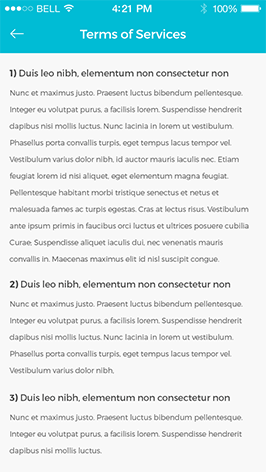 BELL 4:21 PM 100%
Terms of Services
1) Duis leo nibh, elementum non consectetur non
Nunc et maximus justo. Praesent luctus bibendum pellentesque.
Integer eu volutpat purus, a facilisis lorem. Suspendisse hendrerit
dapibus nisi mollis luctus. Nunc lacinia in lorem ut vestibulum.
Phasellus porta convallis turpis, eget tempus lacus tempor vel.
Vestibulum varius dolor nibh, id auctor mauris iaculis nec. Etiam
feugiat lorem id nisi aliquet, eget elementum magna feugiat.
Pellentesque habitant morbi tristique senectus et netus et
malesuada fames ac turpis egestas. Cras at lectus risus. Vestibulum
ante ipsum primis in faucibus orci luctus et ultrices posuere cubilia
Curae; Suspendisse aliquet iaculis dui, nec venenatis mauris
convallis in. Maecenas maximus elit id nisl suscipit congue.
2) Duis leo nibh, elementum non consectetur non
Nunc et maximus justo. Praesent luctus bibendum pellentesque.
Integer eu volutpat purus, a facilisis lorem. Suspendisse hendrerit
dapibus nisi mollis luctus. Nunc lacinia in lorem ut vestibulum.
Phasellus porta convallis turpis, eget tempus lacus tempor vel.
Vestibulum varius dolor nibh,
3) Duis leo nibh, elementum non consectetur non
Nunc et maximus justo. Praesent luctus bibendum pellentesque.
Integer eu volutpat purus, a facilisis lorem. Suspendisse hendrerit
dapibus nisi mollis luctus.